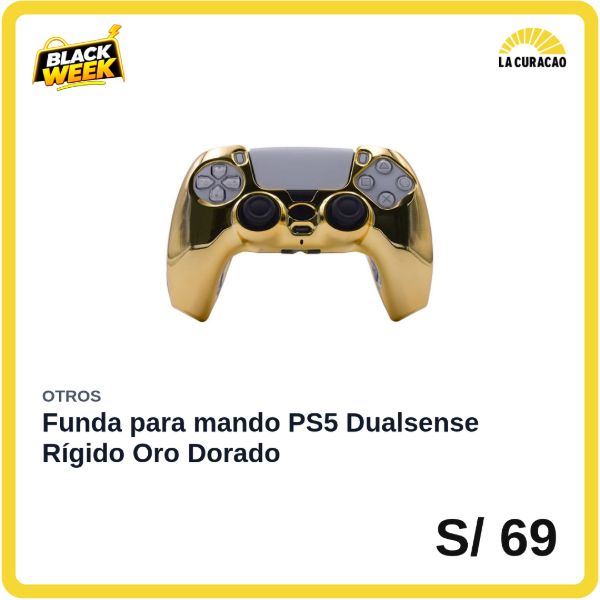 BLACK
WEEK
LA CURACAO
OTROS
Funda para mando PS5 Dualsense
Rígido Oro Dorado
S/ 69